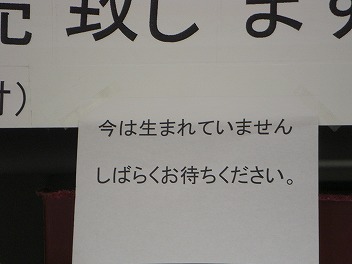 売 致します
付）
今は生まれていません
しばらくお待ちください。